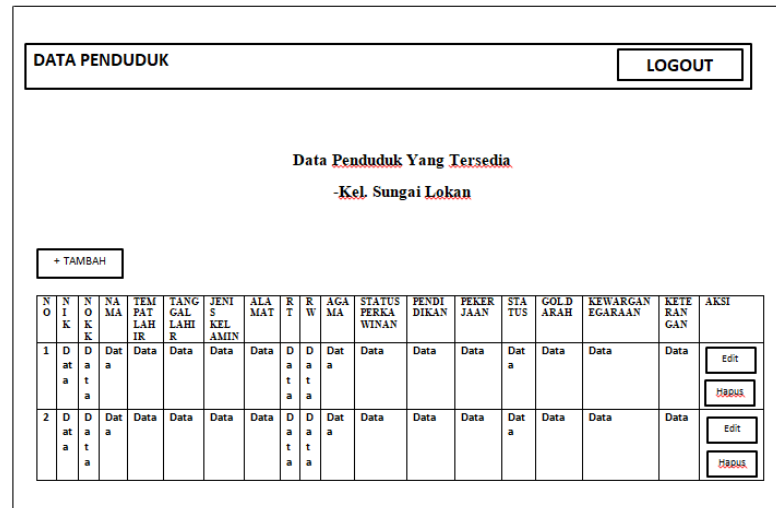 DATA PENDUDUK
LOGOUT
Data Penduduk Yang Tersedia
-Kel. Sungai Lokan
+ TAMBAH
NO NIK NOKK NAMA TEMPAT LAHIR TANGGAL LAHIR JENIS KELAMIN ALAMAT RT RW AGAMA STATUS PERKAWINAN PENDIDIKAN PEKERJAAN STATUS GOL.DARAH KEWARGANEGARAAN KETERANGAN AKSI
1 Data Data Data Data Data Data Data Data Data Data Data Data Data Data Data Data Data Edit
Hapus
2 Data Data Data Data Data Data Data Data Data Data Data Data Data Data Data Data Data Edit
Hapus